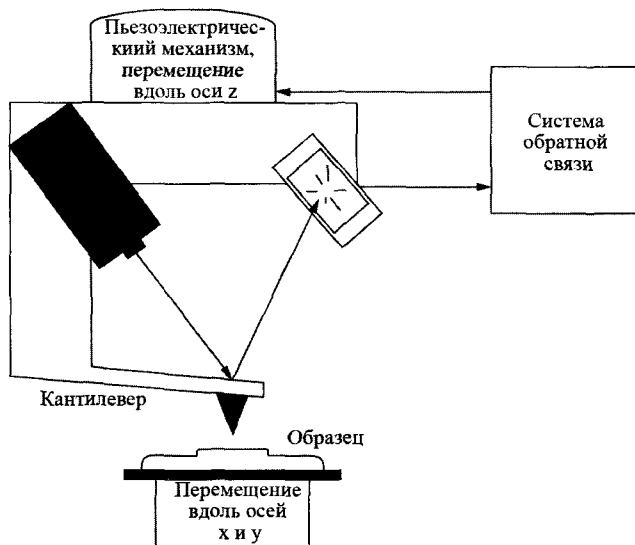 Пьезоэлектричес-
киий механизм,
перемещение
вдоль оси z
Система
обратной
связи
Кантилевер
Образец
Перемещение
вдоль осей
x и y